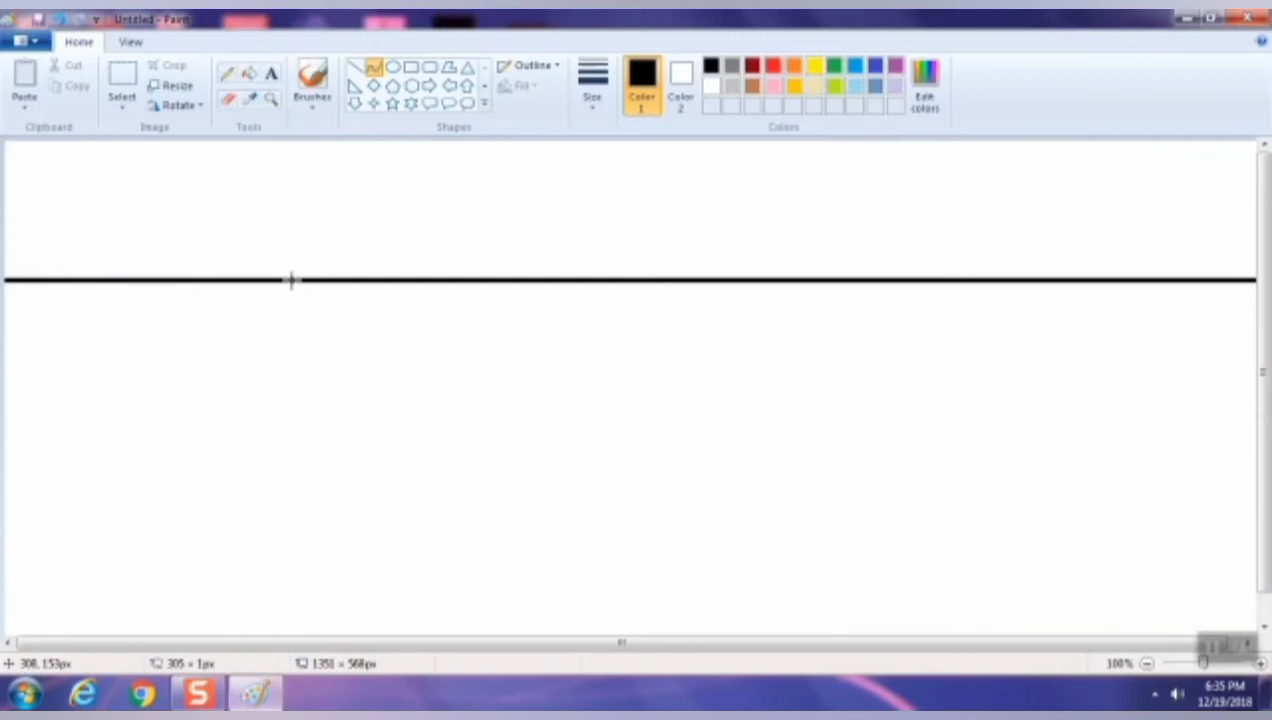 Untitled - Paint
Home View
Cut
Copy
Paste
Clipboard
Crop
Resize
Rotate
Select
Image
A
Tools
Brushes
Outline
Fill
Shapes
Size
Color 1
Color 2
Edit colors
Colors
308, 153px
305 × 1px
1351 × 568px
100%
S
6:35 PM
12/19/2018